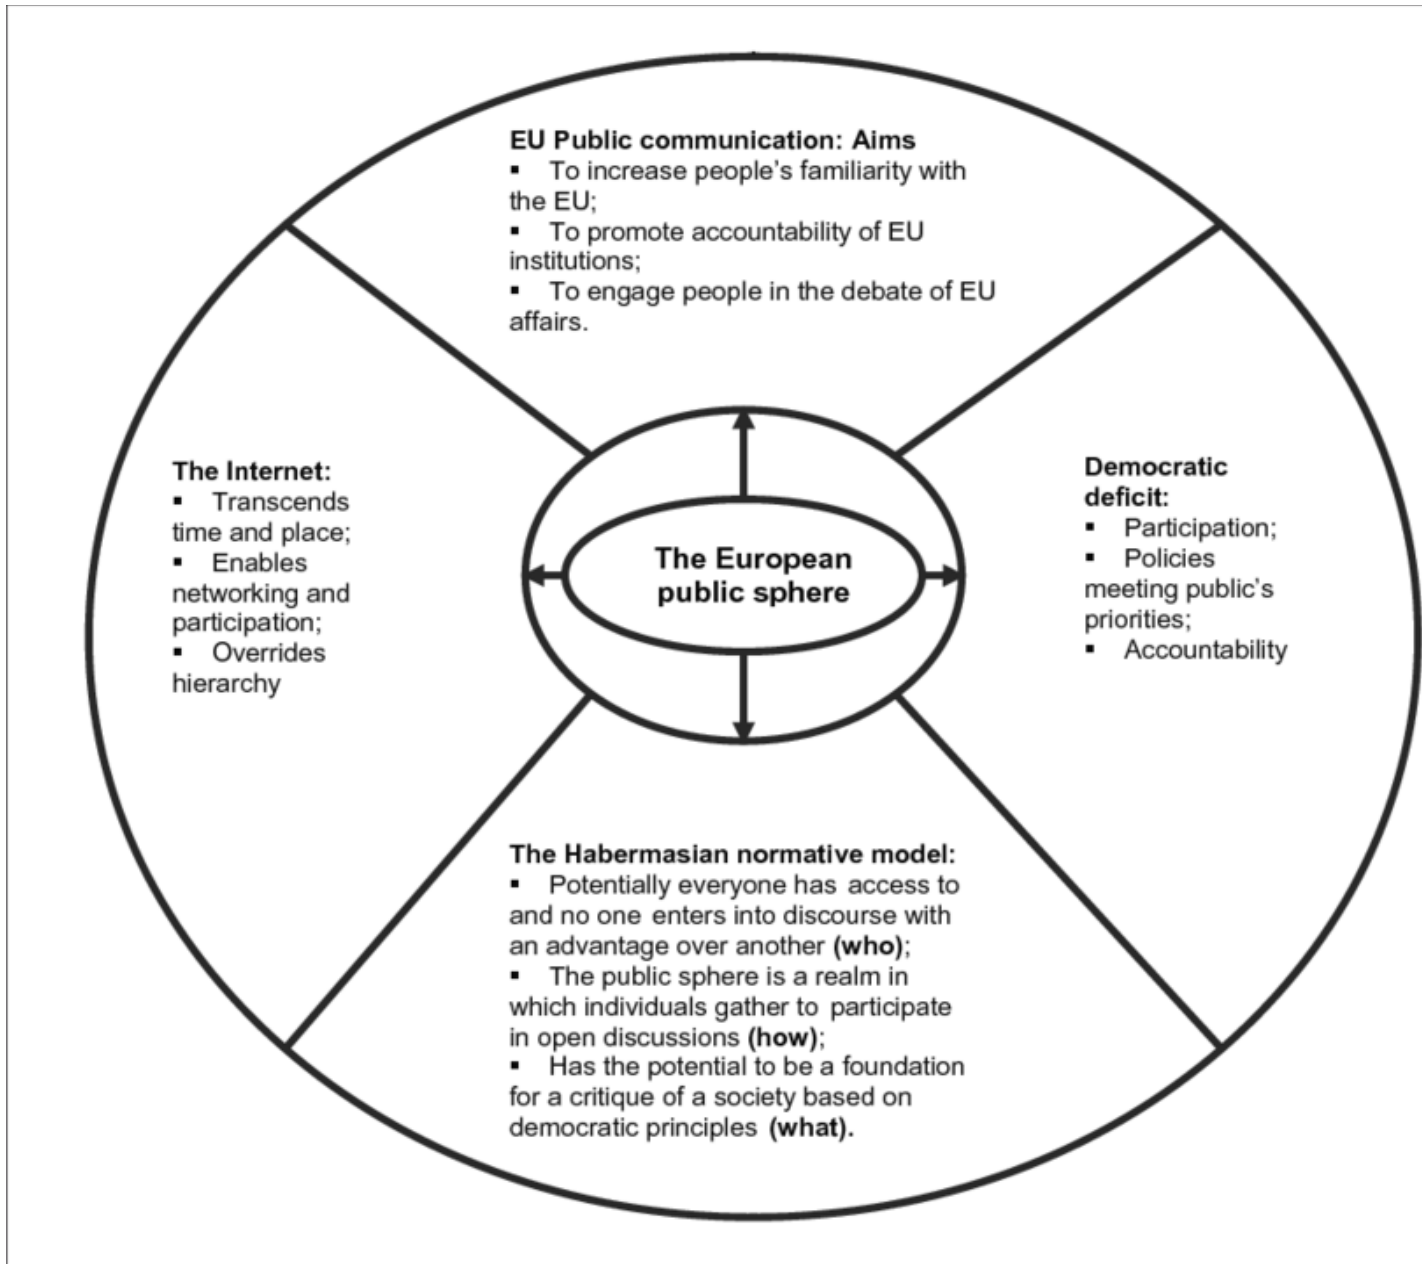 EU Public communication: Aims
▪ To increase people's familiarity with
the EU;
▪ To promote accountability of EU
institutions;
▪ To engage people in the debate of EU
affairs.
The Internet:
▪ Transcends
time and place;
▪ Enables
networking and
participation;
▪ Overrides
hierarchy
The European
public sphere
Democratic
deficit:
▪ Participation;
▪ Policies
meeting public's
priorities;
▪ Accountability
The Habermasian normative model:
▪ Potentially everyone has access to
and no one enters into discourse with
an advantage over another (who);
▪ The public sphere is a realm in
which individuals gather to participate
in open discussions (how);
▪ Has the potential to be a foundation
for a critique of a society based on
democratic principles (what).